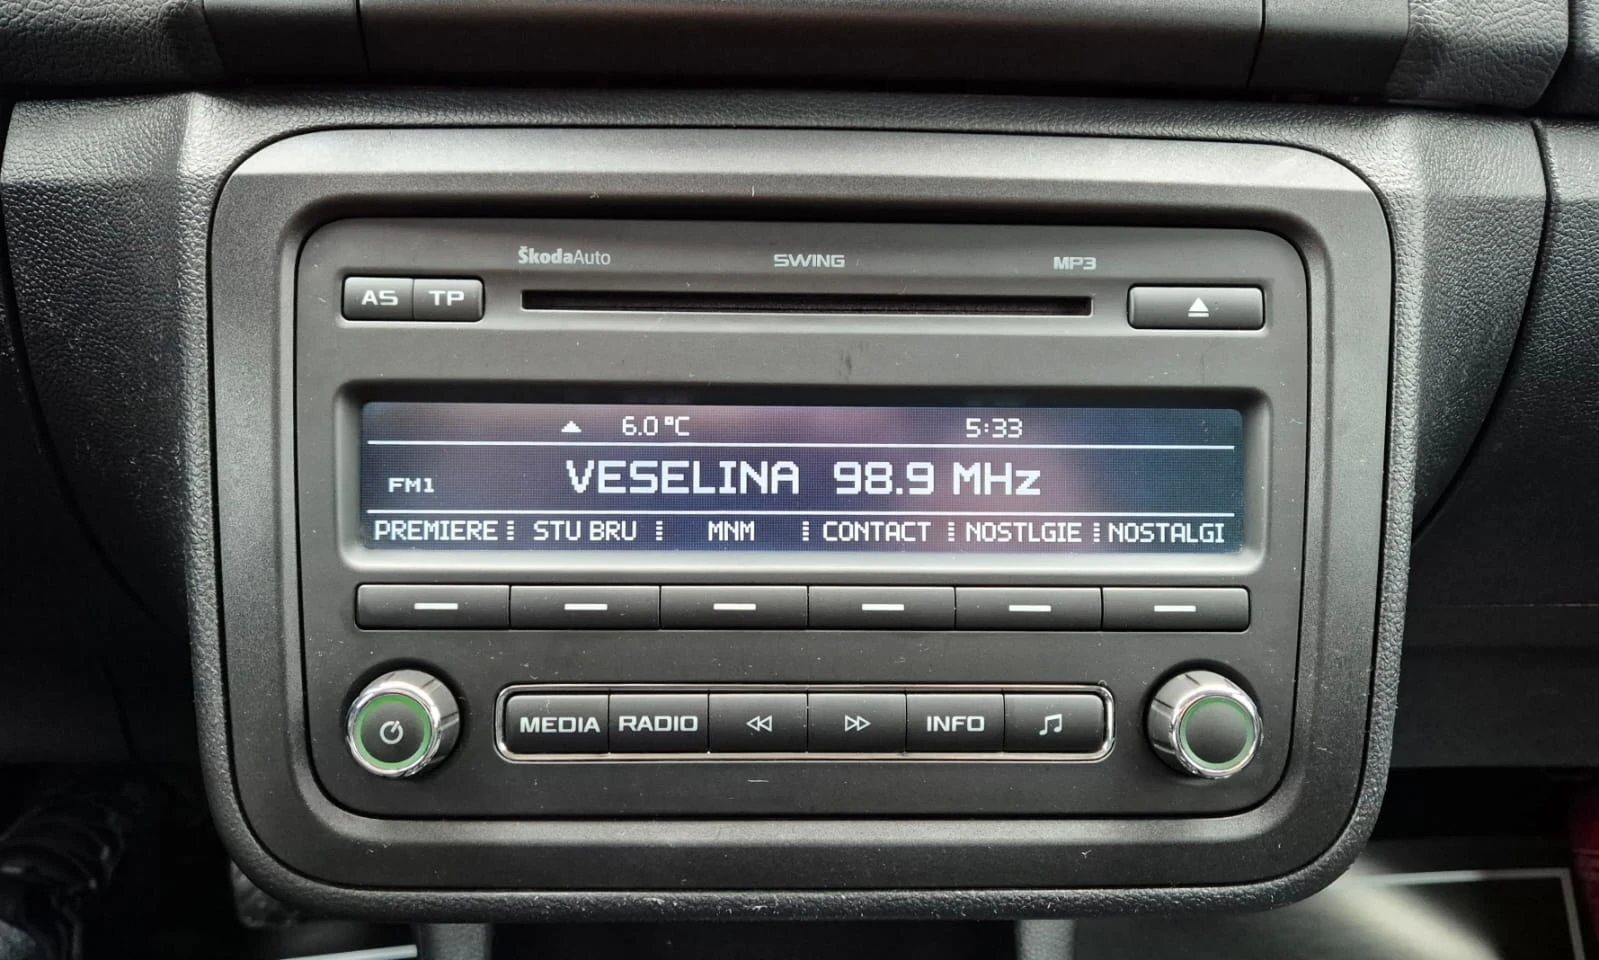 ŠkodaAuto SWING MP3
AS TP
6.0°C 5:33
FM1 VESELINA 98.9 MHz
PREMIERE STU BRU MNM CONTACT NOSTLGIE NOSTALGI
MEDIA RADIO INFO